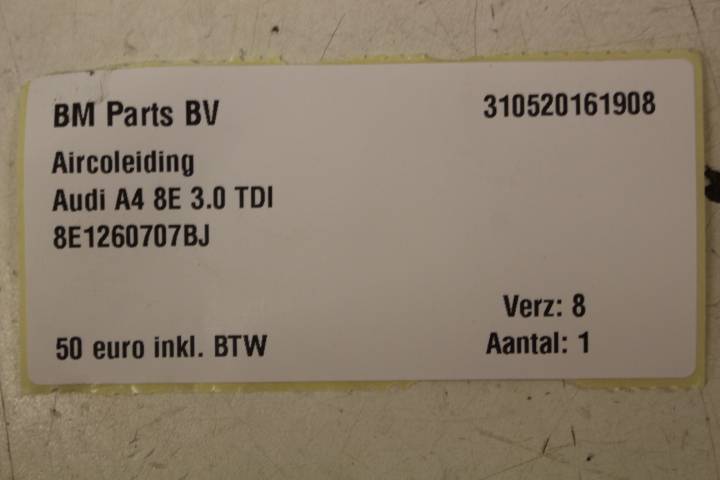 BM Parts BV
310520161908
Aircoleiding
Audi A4 8E 3.0 TDI
8E1260707BJ
Verz: 8
50 euro inkl. BTW
Aantal: 1